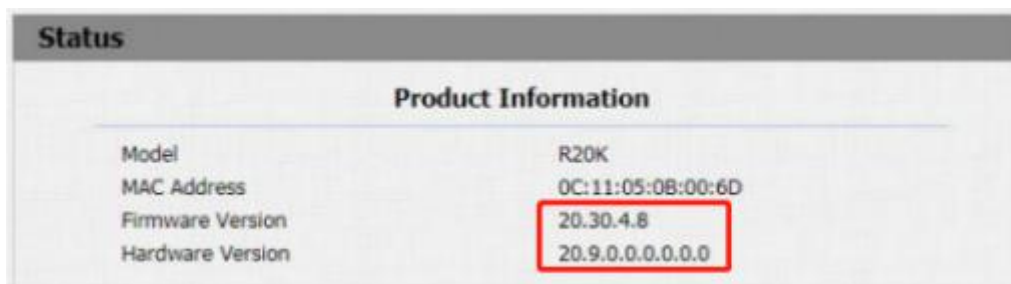 Status
Product Information
Model R20K
MAC Address 0C:11:05:0B:00:6D
Firmware Version 20.30.4.8
Hardware Version 20.9.0.0.0.0.0.0